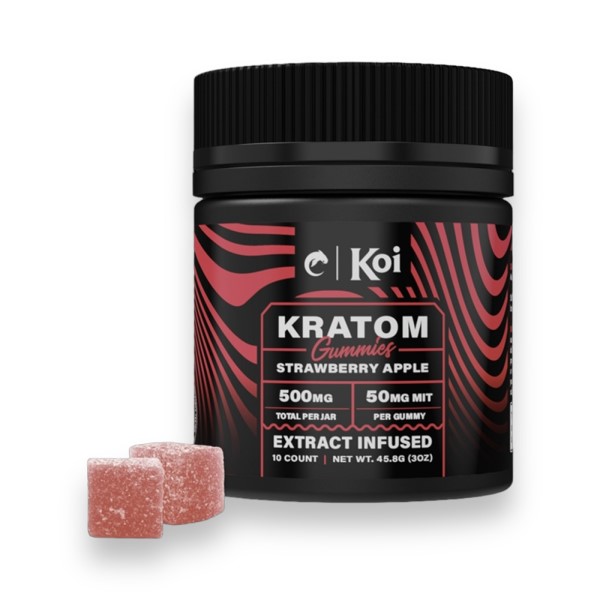 Koi
KRATOM
Gummies
STRAWBERRY APPLE
500MG
TOTAL PER JAR
50MG MIT
PER GUMMY
EXTRACT INFUSED
10 COUNT | NET WT. 45.8G (3OZ)